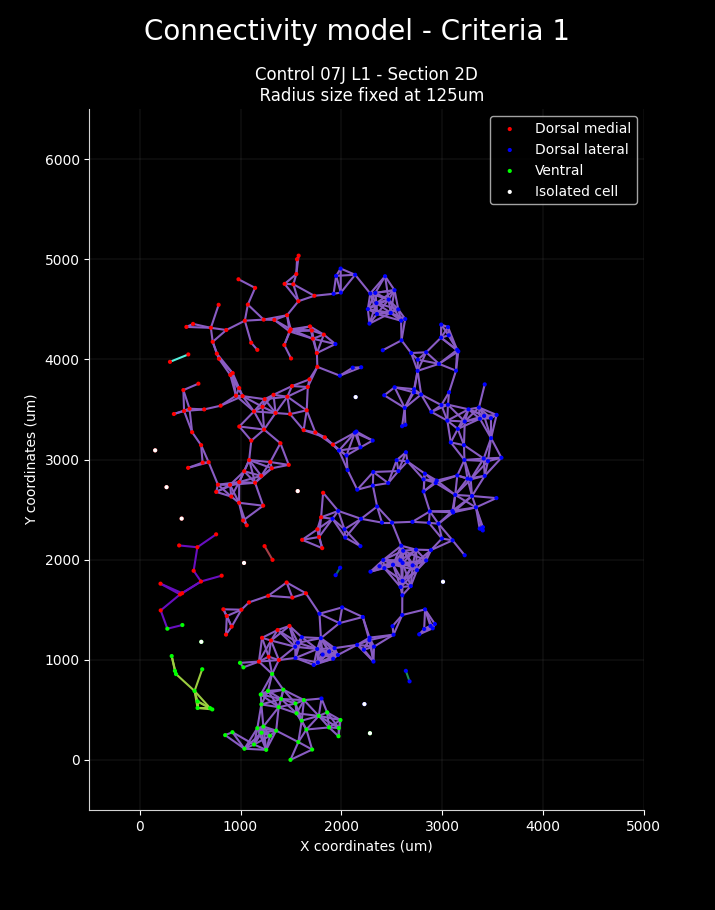 Connectivity model - Criteria 1
Control 07J L1 - Section 2D
Radius size fixed at 125um
Dorsal medial
Dorsal lateral
Ventral
Isolated cell
6000
5000
4000
3000
2000
1000
0
Y coordinates (um)
0 1000 2000 3000 4000 5000
X coordinates (um)